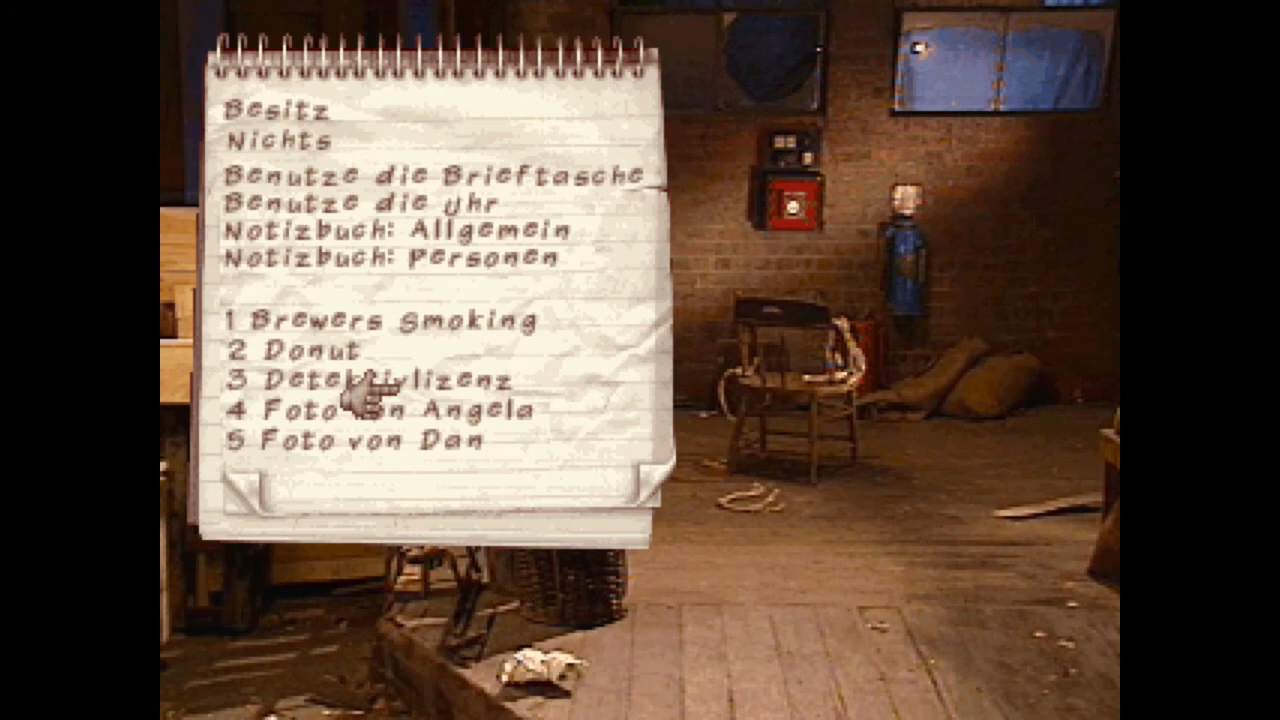 Besitz
Nichts
Benutze die Brieftasche
Benutze die Uhr
Notizbuch: Allgemein
Notizbuch: Personen
1 Brewers Smoking
2 Donut
3 Detektivlizenz
4 Foto von Angela
5 Foto von Dan